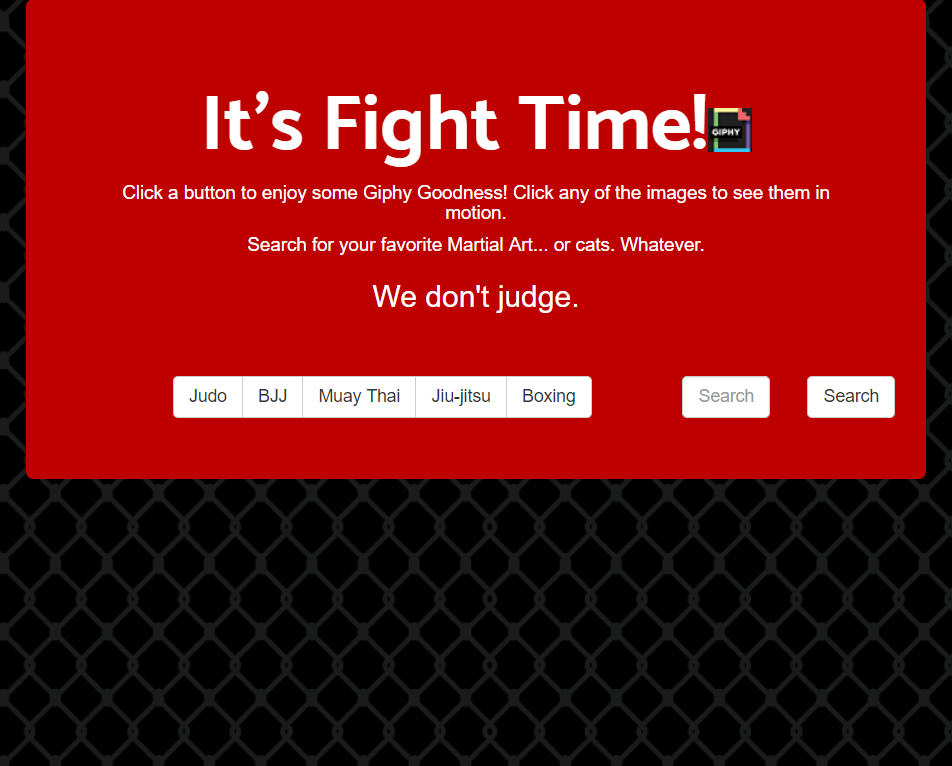 It’s Fight Time!
GIPHY
Click a button to enjoy some Giphy Goodness! Click any of the images to see them in
motion.
Search for your favorite Martial Art... or cats. Whatever.
We don't judge.
Judo BJJ Muay Thai Jiu-jitsu Boxing Search Search